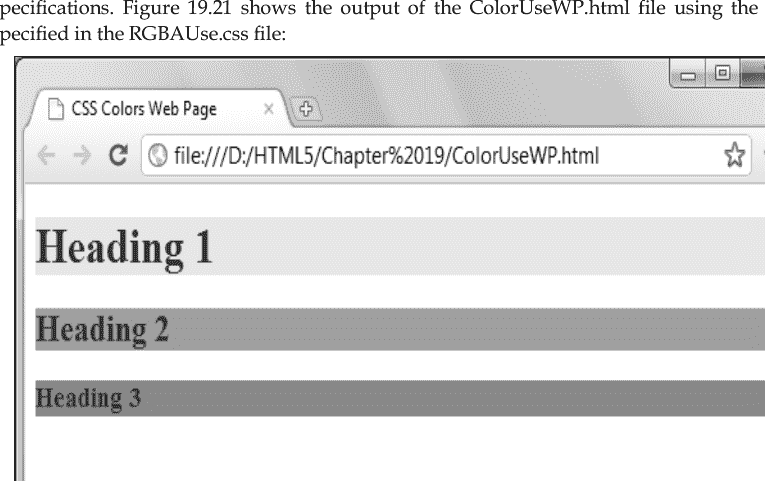 pecifications. Figure 19.21 shows the output of the ColorUseWP.html file using the
pecified in the RGBAUse.css file:
CSS Colors Web Page
file:///D:/HTML5/Chapter%2019/ColorUseWP.html
Heading 1
Heading 2
Heading 3